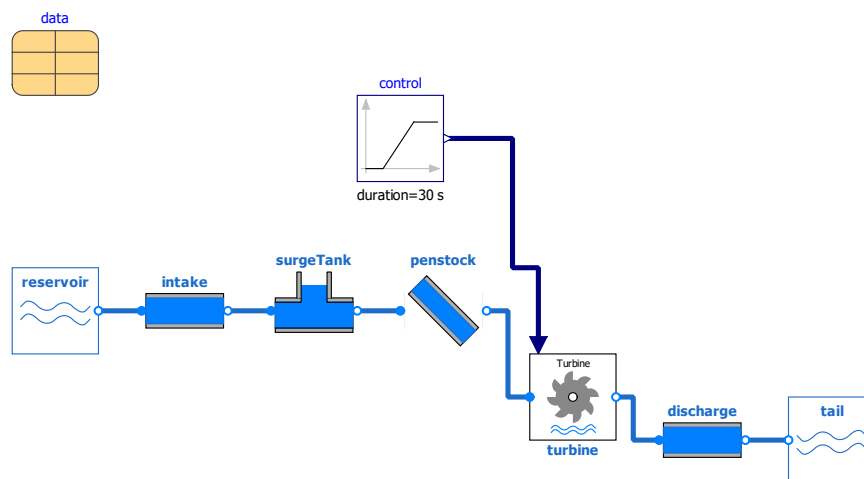 data
control
duration=30 s
surgeTank
penstock
reservoir
intake
Turbine
turbine
discharge
tail